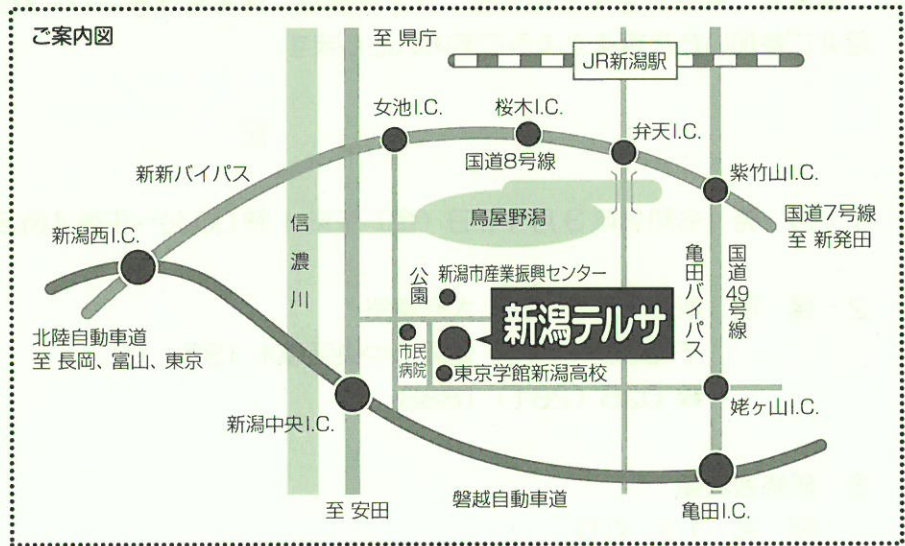 ご案内図
至 県庁
JR新潟駅
女池I.C.
桜木I.C.
弁天I.C.
国道8号線
新新バイパス
紫竹山I.C.
国道7号線
至 新発田
鳥屋野潟
新潟西I.C.
信濃川
公園
新潟市産業振興センター
亀田バイパス
国道49号線
新潟テルサ
北陸自動車道
至 長岡、富山、東京
市民
病院
東京学館新潟高校
新潟中央I.C.
姥ヶ山I.C.
至 安田
磐越自動車道
亀田I.C.